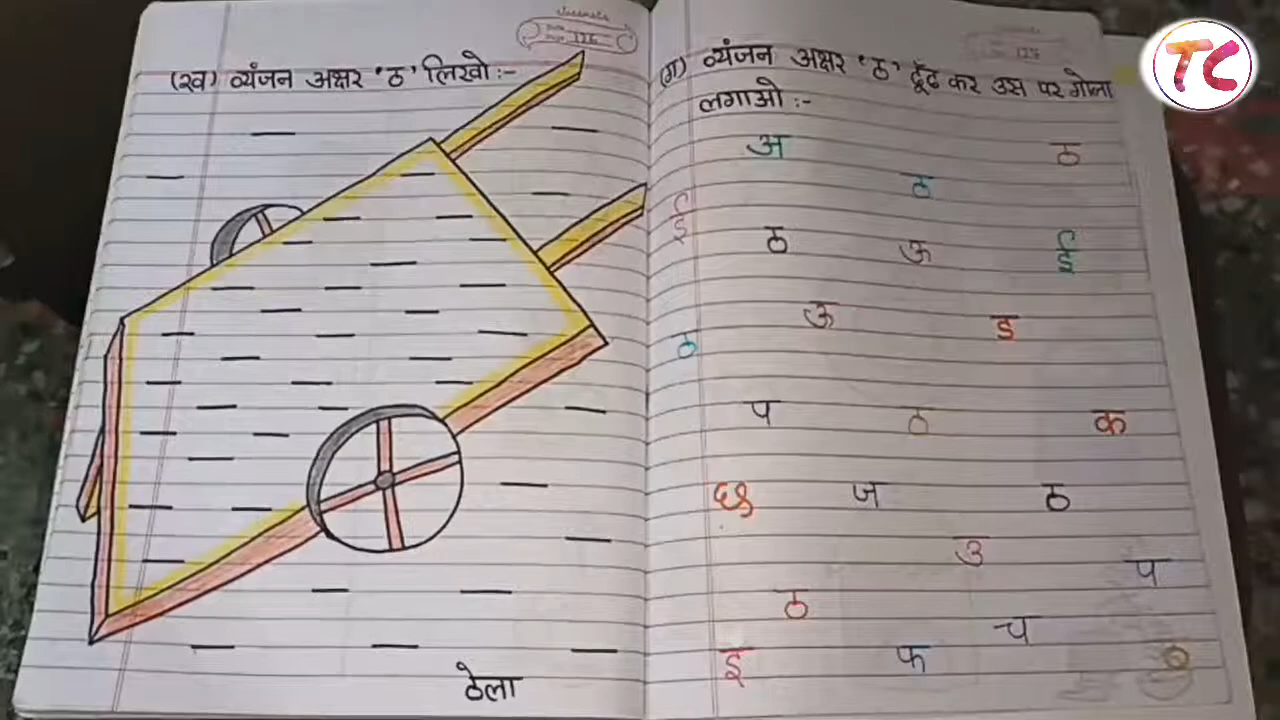 (ख) व्यंजन अक्षर 'ठ' लिखो :-
ठेला
(ग) व्यंजन अक्षर 'ठ' ढूँढ कर उस पर गोला
लगाओ :-
अ ठ ठ
ई ठ ऊ ई
ठ ऊ ड
प ठ क
छ ज ठ
उ प
ठ च
इ फ ठ
TC